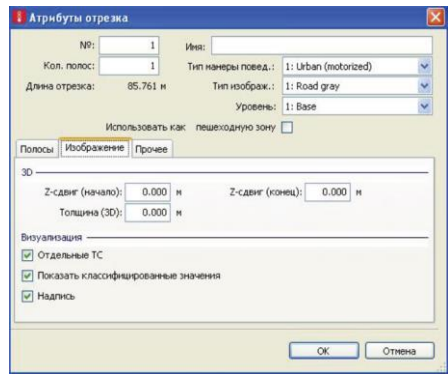 Атрибуты отрезка
№: 1 Имя:
Кол. полос: 1 Тип манеры повед.: 1: Urban (motorized)
Длина отрезка: 85.761 м Тип изображ.: 1: Road gray
Уровень: 1: Base
Использовать как пешеходную зону
Полосы Изображение Прочее
3D
Z-сдвиг (начало): 0.000 м Z-сдвиг (конец): 0.000 м
Толщина (3D): 0.000 м
Визуализация
Отдельные ТС
Показать классифицированные значения
Надпись
OK Отмена